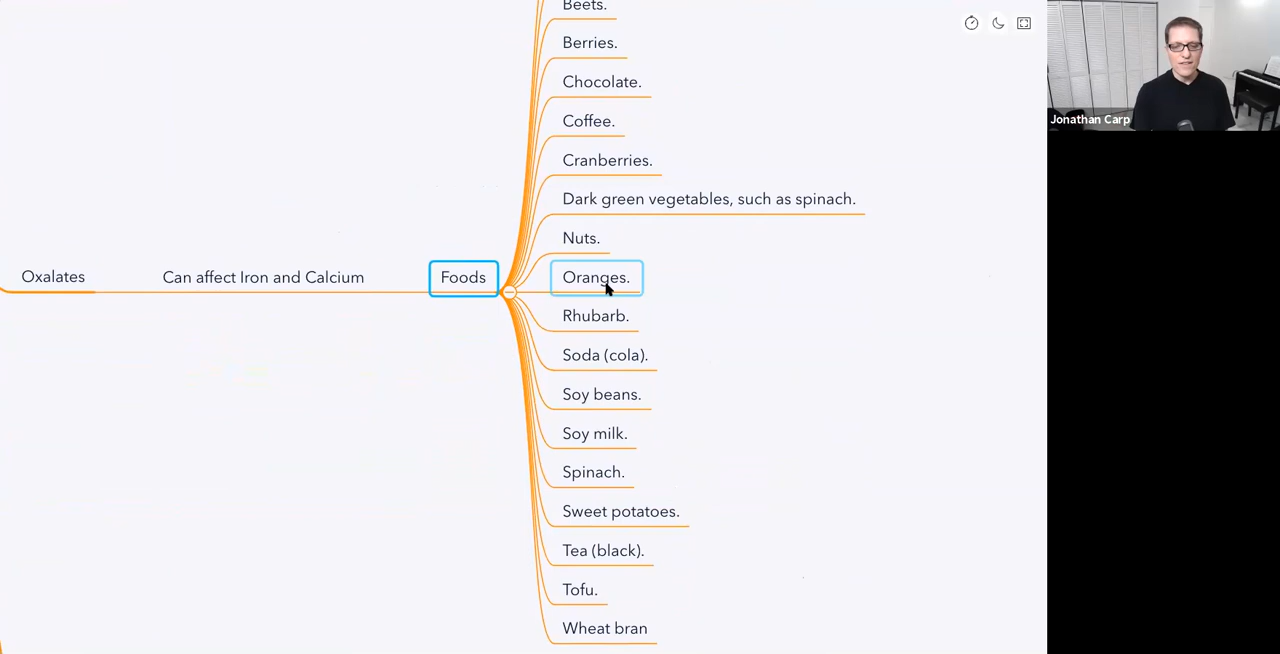 Beets.
Berries.
Chocolate.
Coffee.
Cranberries.
Dark green vegetables, such as spinach.
Nuts.
Oxalates
Can affect Iron and Calcium
Foods
Oranges.
Rhubarb.
Soda (cola).
Soy beans.
Soy milk.
Spinach.
Sweet potatoes.
Tea (black).
Tofu.
Wheat bran
Jonathan Carp